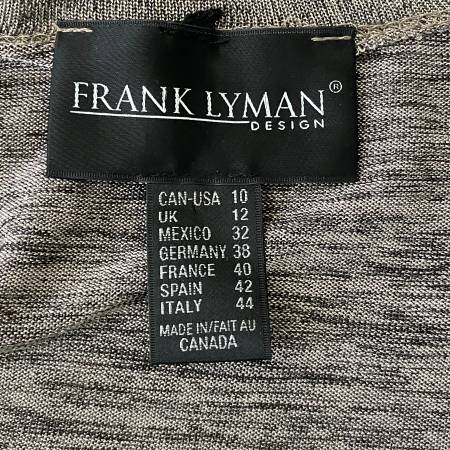 FRANK LYMAN®
DESIGN
CAN-USA 10
UK 12
MEXICO 32
GERMANY 38
FRANCE 40
SPAIN 42
ITALY 44
MADE IN/FAIT AU
CANADA